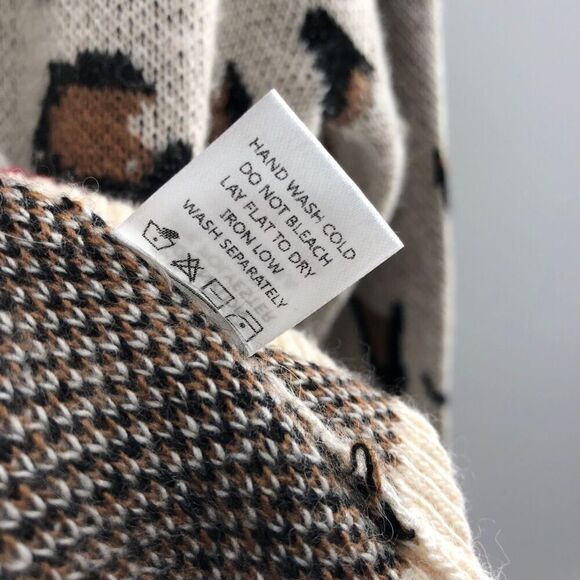 HAND WASH COLD
DO NOT BLEACH
LAY FLAT TO DRY
IRON LOW
WASH SEPARATELY